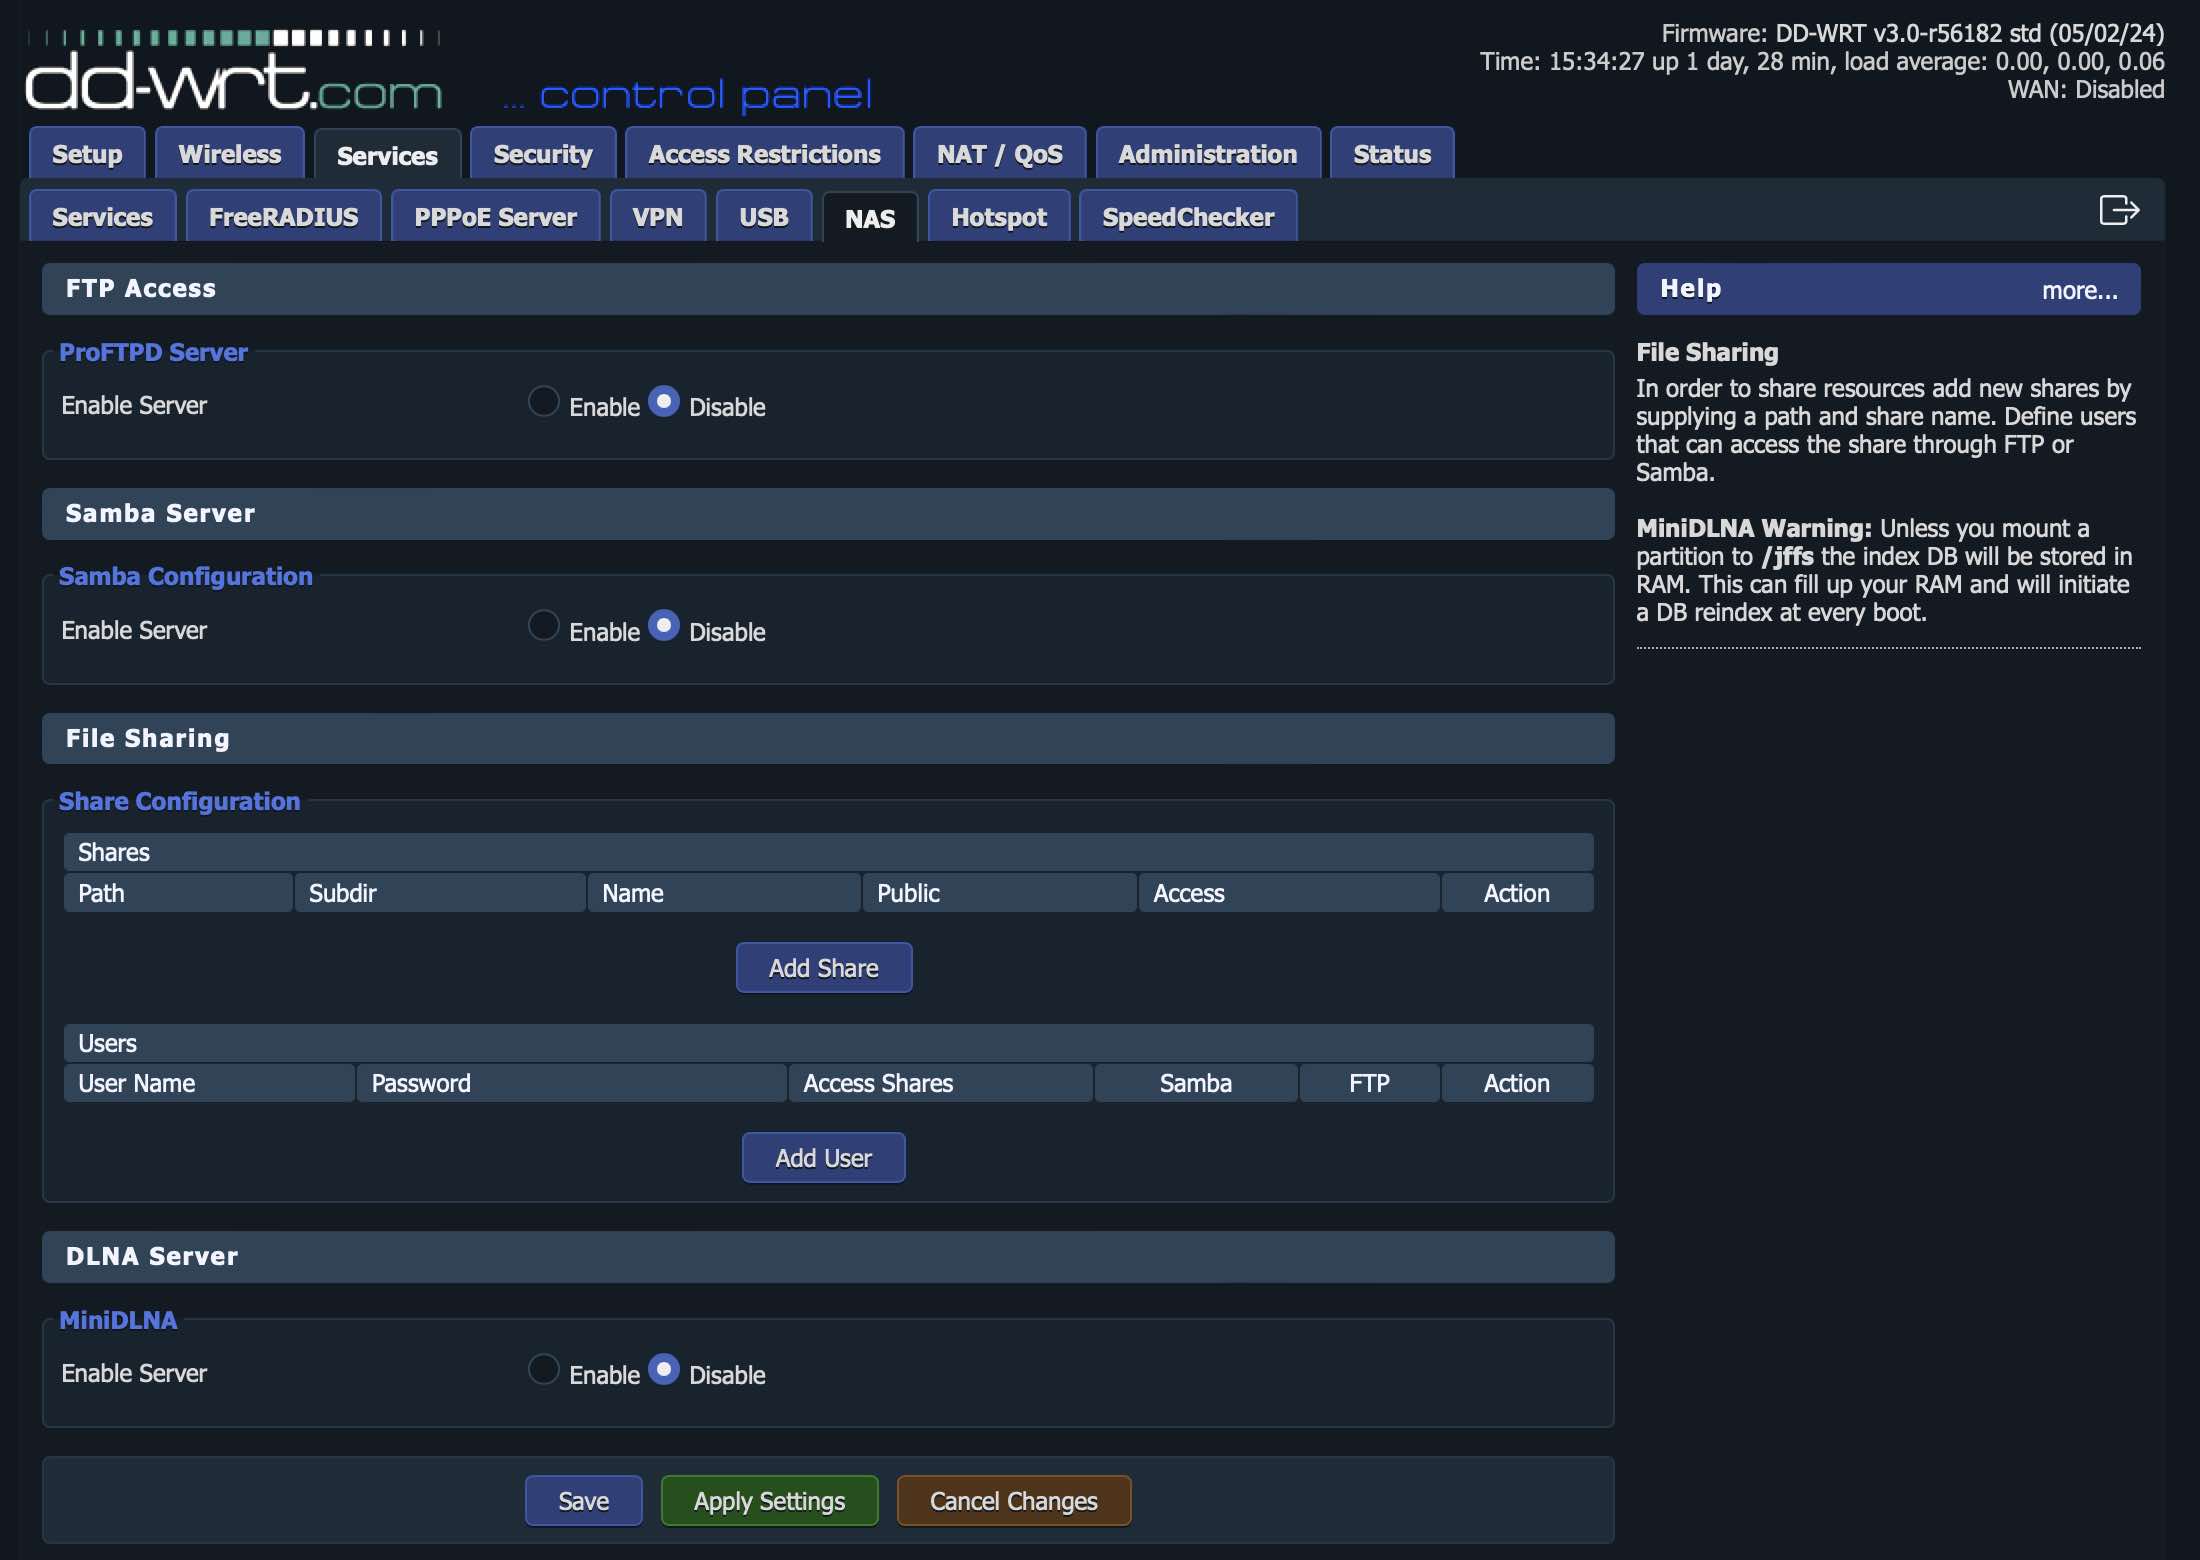 dd-wrt.com ... control panel
Firmware: DD-WRT v3.0-r56182 std (05/02/24)
Time: 15:34:27 up 1 day, 28 min, load average: 0.00, 0.00, 0.06
WAN: Disabled
Setup Wireless Services Security Access Restrictions NAT / QoS Administration Status
Services FreeRADIUS PPPoE Server VPN USB NAS Hotspot SpeedChecker
FTP Access
ProFTPD Server
Enable Server Enable Disable
Samba Server
Samba Configuration
Enable Server Enable Disable
File Sharing
Share Configuration
Shares
Path Subdir Name Public Access Action
Add Share
Users
User Name Password Access Shares Samba FTP Action
Add User
DLNA Server
MiniDLNA
Enable Server Enable Disable
Save Apply Settings Cancel Changes
Help more...
File Sharing
In order to share resources add new shares by
supplying a path and share name. Define users
that can access the share through FTP or
Samba.
MiniDLNA Warning: Unless you mount a
partition to /jffs the index DB will be stored in
RAM. This can fill up your RAM and will initiate
a DB reindex at every boot.